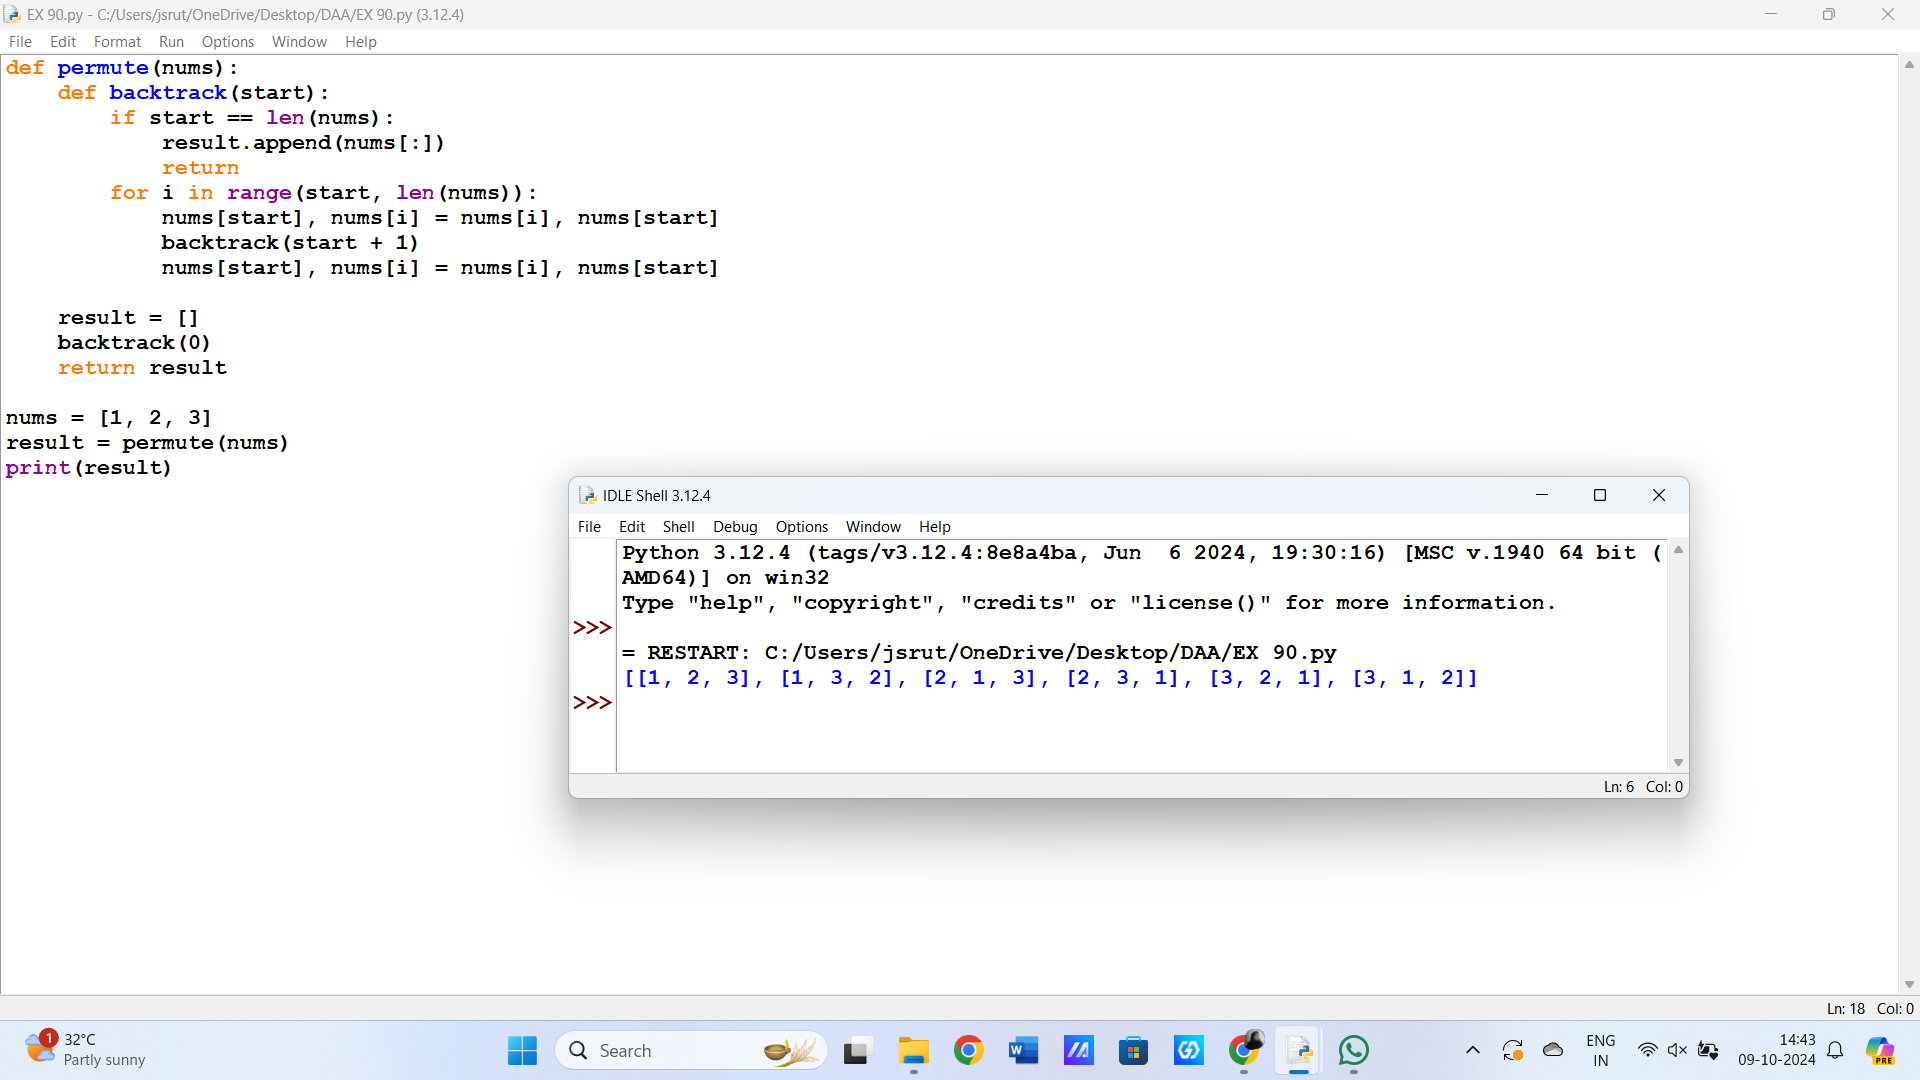 EX 90.py - C:/Users/jsrut/OneDrive/Desktop/DAA/EX 90.py (3.12.4)
File Edit Format Run Options Window Help
def permute(nums):
    def backtrack(start):
        if start == len(nums):
            result.append(nums[:])
            return
        for i in range(start, len(nums)):
            nums[start], nums[i] = nums[i], nums[start]
            backtrack(start + 1)
            nums[start], nums[i] = nums[i], nums[start]
    result = []
    backtrack(0)
    return result
nums = [1, 2, 3]
result = permute(nums)
print(result)
IDLE Shell 3.12.4
File Edit Shell Debug Options Window Help
Python 3.12.4 (tags/v3.12.4:8e8a4ba, Jun  6 2024, 19:30:16) [MSC v.1940 64 bit (
AMD64)] on win32
Type "help", "copyright", "credits" or "license()" for more information.
>>>
= RESTART: C:/Users/jsrut/OneDrive/Desktop/DAA/EX 90.py
[[1, 2, 3], [1, 3, 2], [2, 1, 3], [2, 3, 1], [3, 2, 1], [3, 1, 2]]
>>>
Ln: 6 Col: 0
Ln: 18 Col: 0
1
32°C
Partly sunny
Search
W
ENG
IN
14:43
09-10-2024
PRE